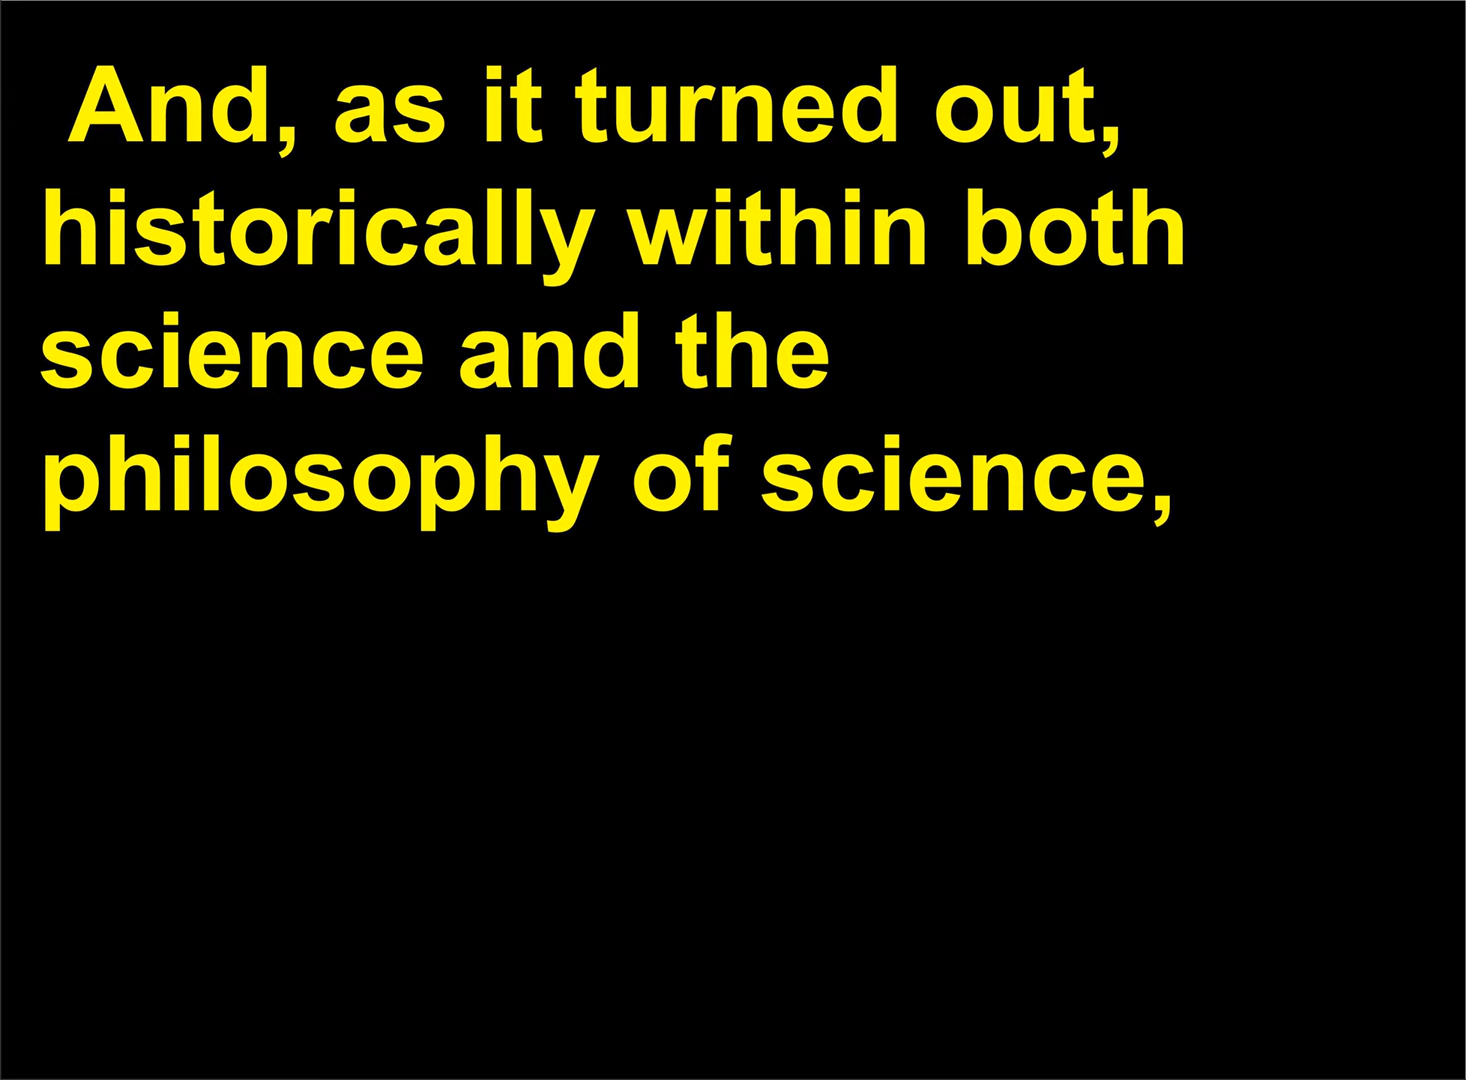 And, as it turned out,
historically within both
science and the
philosophy of science,